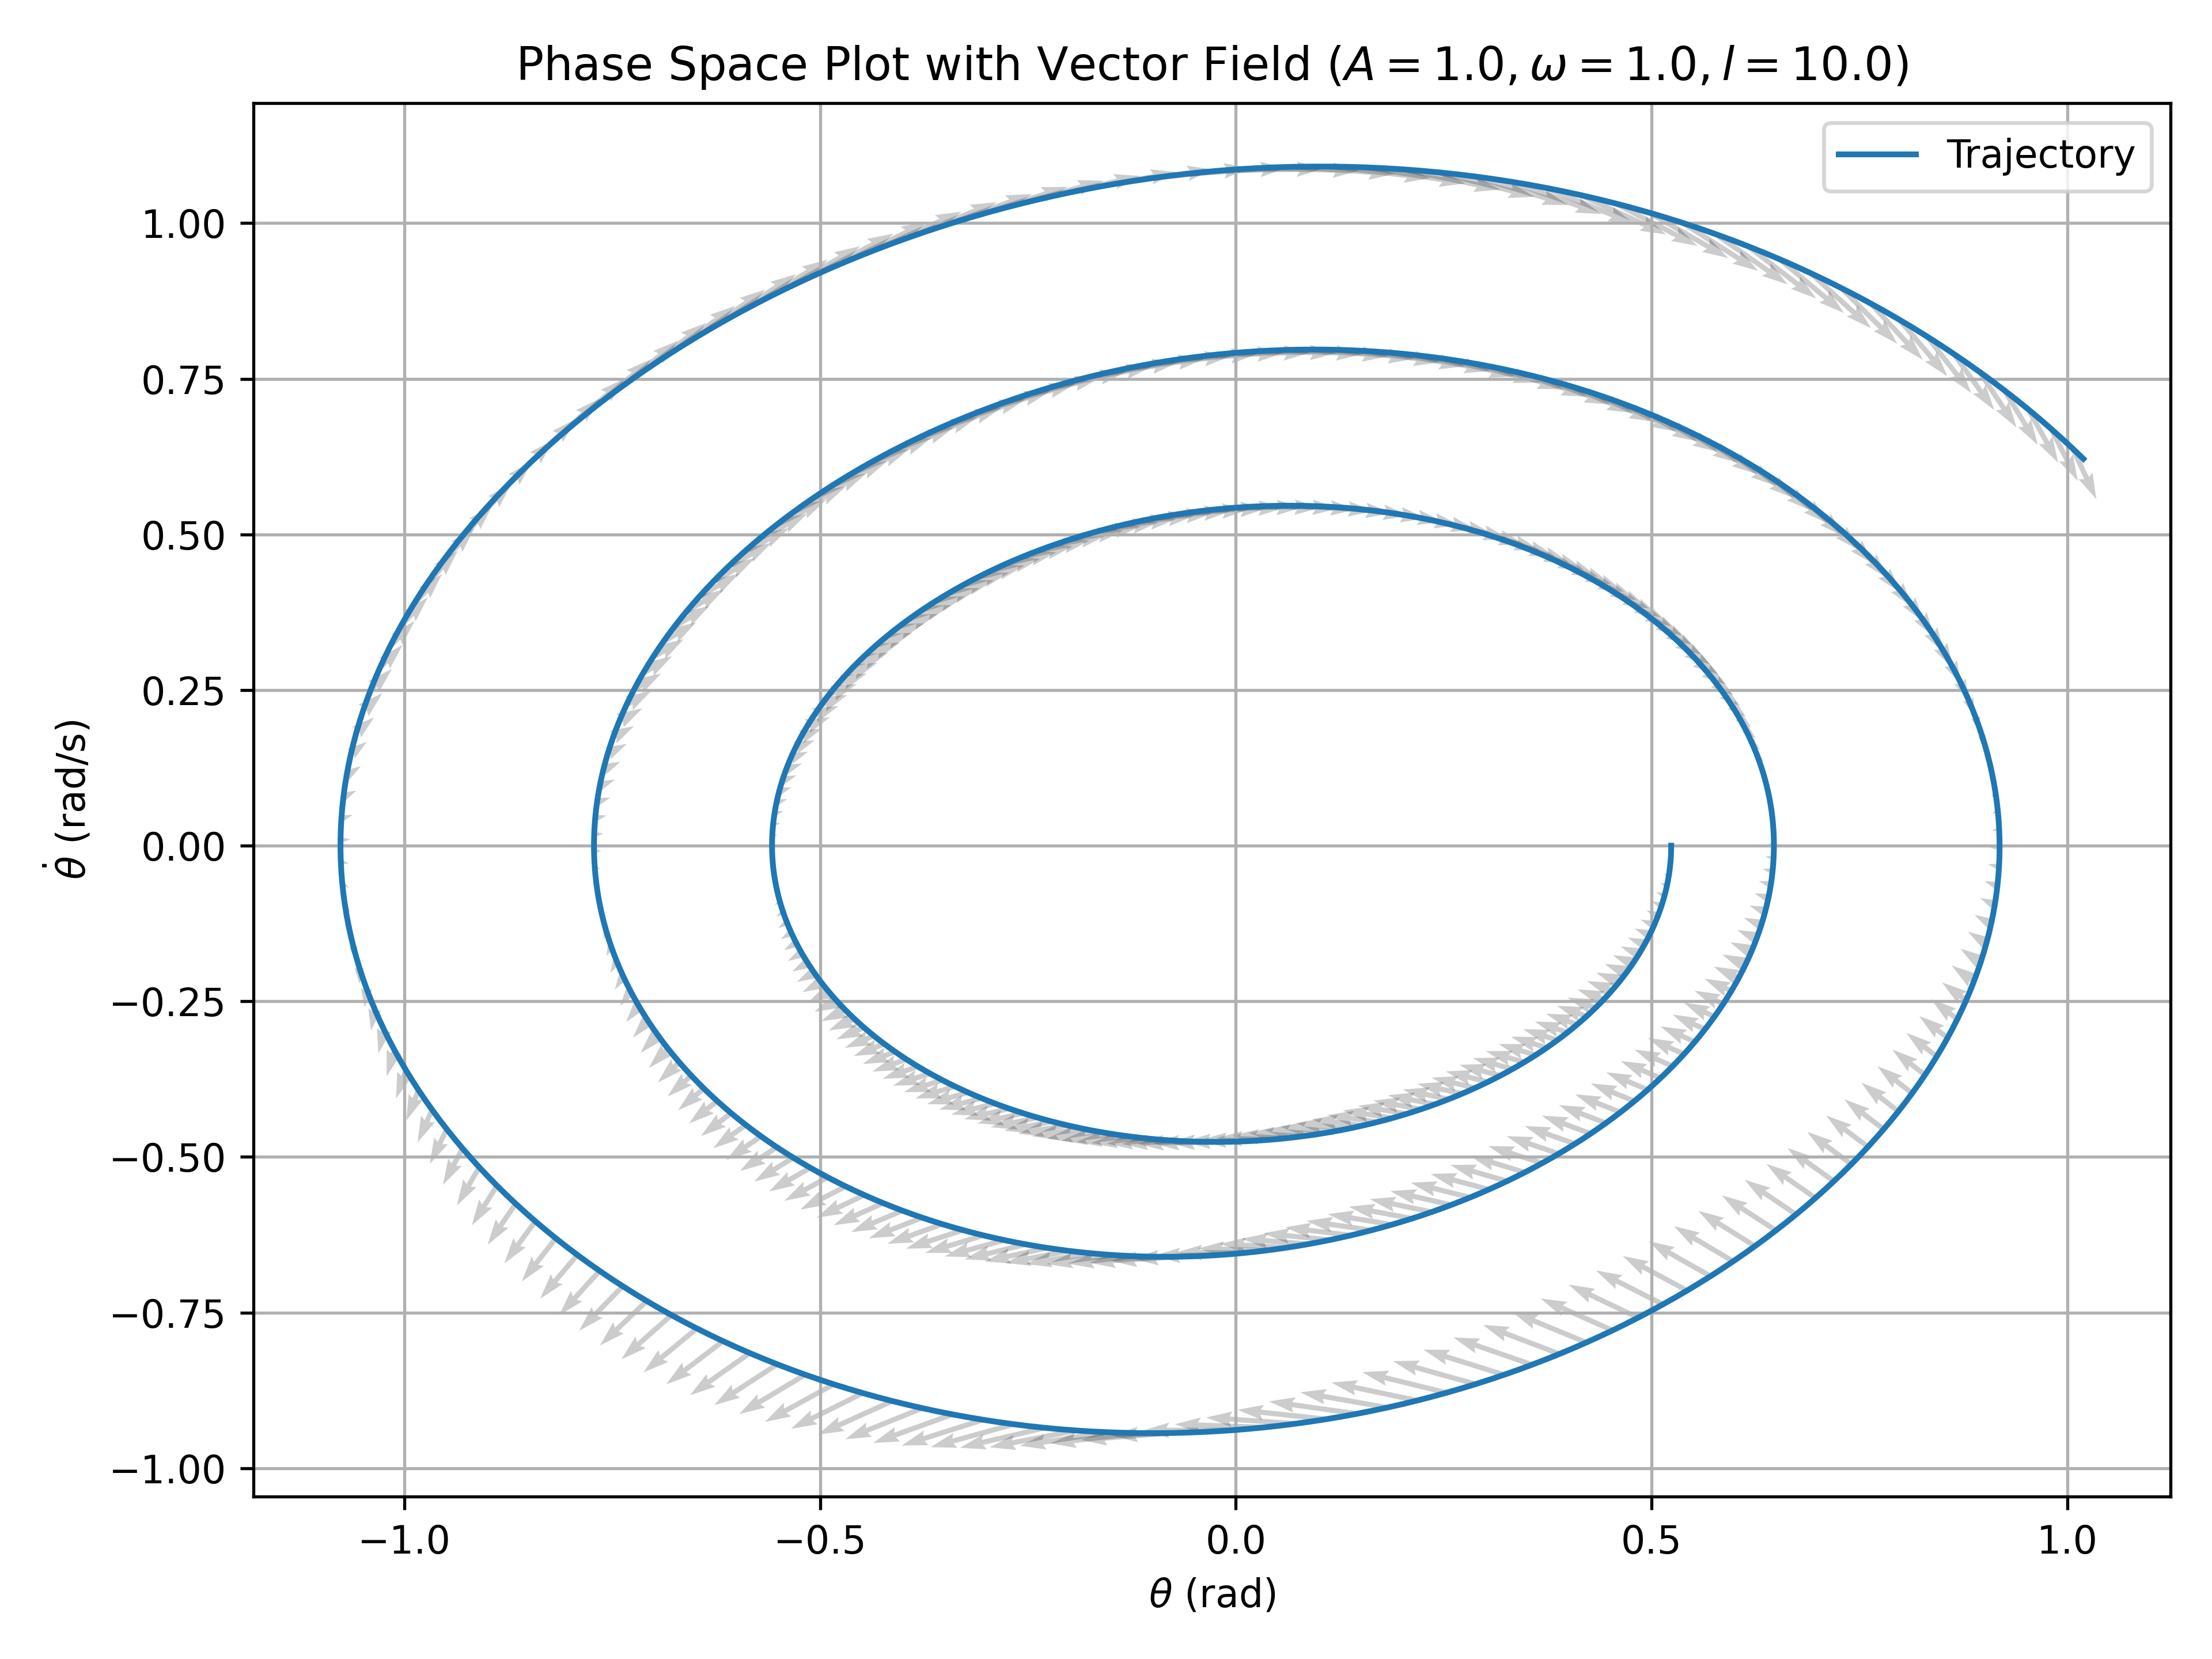 Phase Space Plot with Vector Field (A = 1.0, ω = 1.0, l = 10.0)
Trajectory
1.00
0.75
0.50
0.25
0.00
−0.25
−0.50
−0.75
−1.00
θ̇ (rad/s)
−1.0 −0.5 0.0 0.5 1.0
θ (rad)